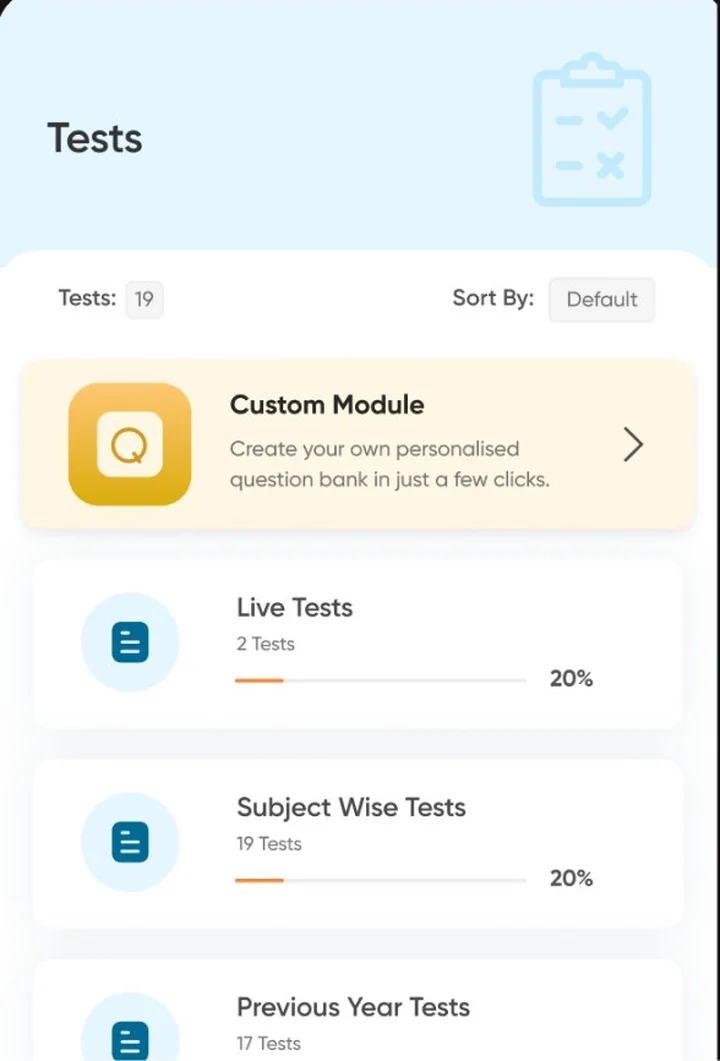 Tests
Tests: 19
Sort By: Default
Custom Module
Create your own personalised
question bank in just a few clicks.
Live Tests
2 Tests
20%
Subject Wise Tests
19 Tests
20%
Previous Year Tests
17 Tests